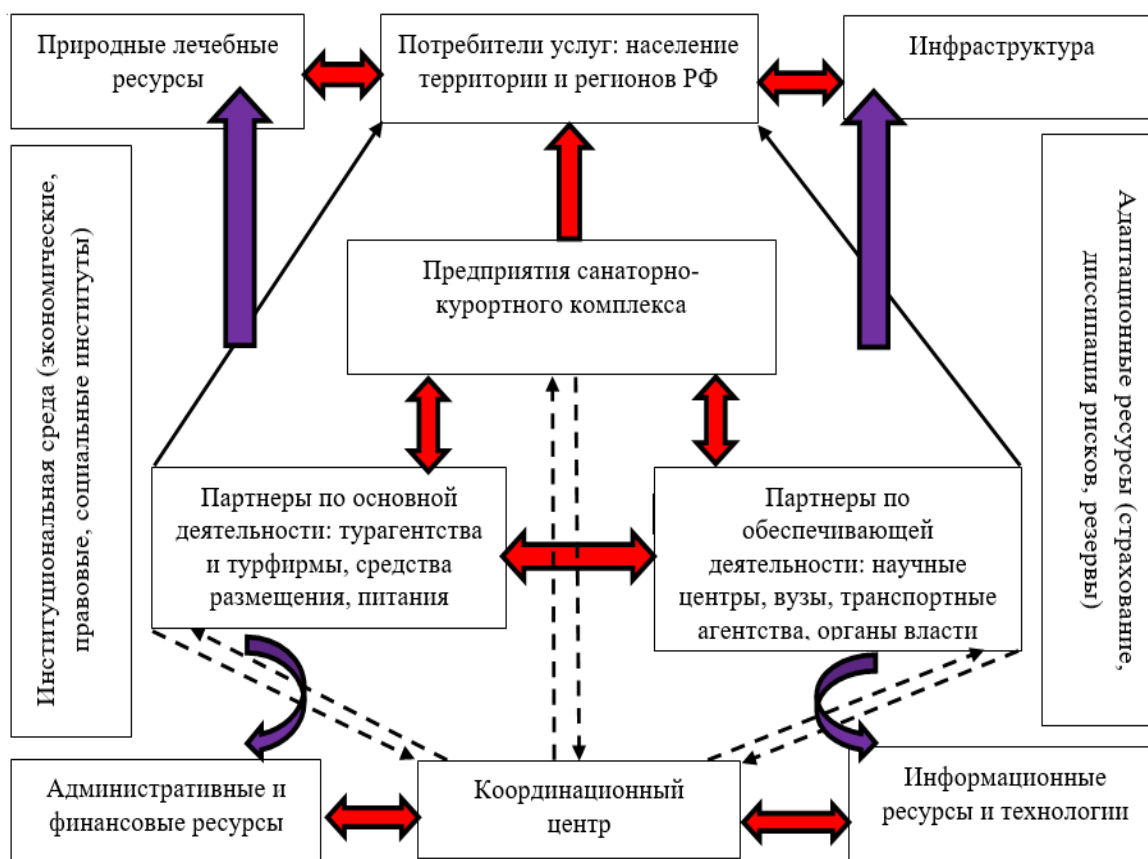 Природные лечебные
ресурсы
Потребители услуг: население
территории и регионов РФ
Инфраструктура
Институциональная среда (экономические,
правовые, социальные институты)
Предприятия санаторно-
курортного комплекса
Адаптационные ресурсы (страхование,
диссипация рисков, резервы)
Партнеры по основной
деятельности: турагентства
и турфирмы, средства
размещения, питания
Партнеры по
обеспечивающей
деятельности: научные
центры, вузы, транспортные
агентства, органы власти
Административные и
финансовые ресурсы
Координационный
центр
Информационные
ресурсы и технологии